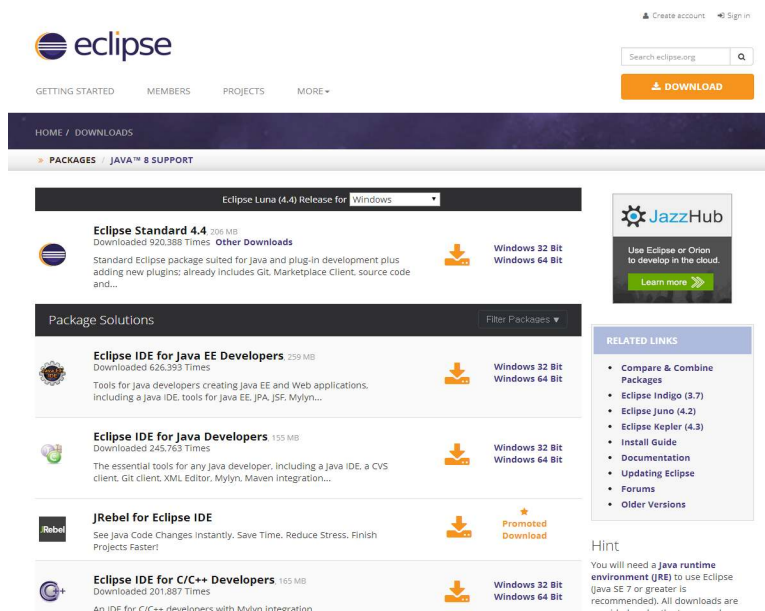 Create account Sign in
eclipse
Search eclipse.org
GETTING STARTED MEMBERS PROJECTS MORE
DOWNLOAD
HOME / DOWNLOADS
» PACKAGES / JAVA™ 8 SUPPORT
Eclipse Luna (4.4) Release for Windows
Eclipse Standard 4.4, 206 MB
Downloaded 920,388 Times Other Downloads
Standard Eclipse package suited for Java and plug-in development plus
adding new plugins; already includes Git, Marketplace Client, source code
and...
Windows 32 Bit
Windows 64 Bit
Package Solutions
Filter Packages ▼
Eclipse IDE for Java EE Developers, 259 MB
Downloaded 626,393 Times
Tools for Java developers creating Java EE and Web applications,
including a Java IDE, tools for Java EE, JPA, JSF, Mylyn...
Windows 32 Bit
Windows 64 Bit
Eclipse IDE for Java Developers, 155 MB
Downloaded 245,763 Times
The essential tools for any Java developer, including a Java IDE, a CVS
client, Git client, XML Editor, Mylyn, Maven integration...
Windows 32 Bit
Windows 64 Bit
JRebel
JRebel for Eclipse IDE
See Java Code Changes Instantly. Save Time. Reduce Stress. Finish
Projects Faster!
Promoted
Download
Eclipse IDE for C/C++ Developers, 165 MB
Downloaded 201,887 Times
An IDE for C/C++ developers with Mylyn integration
Windows 32 Bit
Windows 64 Bit
JazzHub
Use Eclipse or Orion
to develop in the cloud.
Learn more
RELATED LINKS
• Compare & Combine
Packages
• Eclipse Indigo (3.7)
• Eclipse Juno (4.2)
• Eclipse Kepler (4.3)
• Install Guide
• Documentation
• Updating Eclipse
• Forums
• Older Versions
Hint
You will need a Java runtime
environment (JRE) to use Eclipse
(Java SE 7 or greater is
recommended). All downloads are